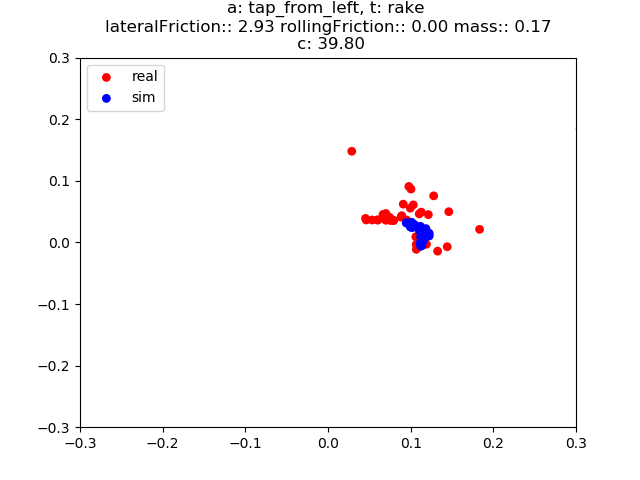 a: tap_from_left, t: rake
lateralFriction:: 2.93 rollingFriction:: 0.00 mass:: 0.17
c: 39.80
real
sim
0.3
0.2
0.1
0.0
−0.1
−0.2
−0.3
−0.3 −0.2 −0.1 0.0 0.1 0.2 0.3